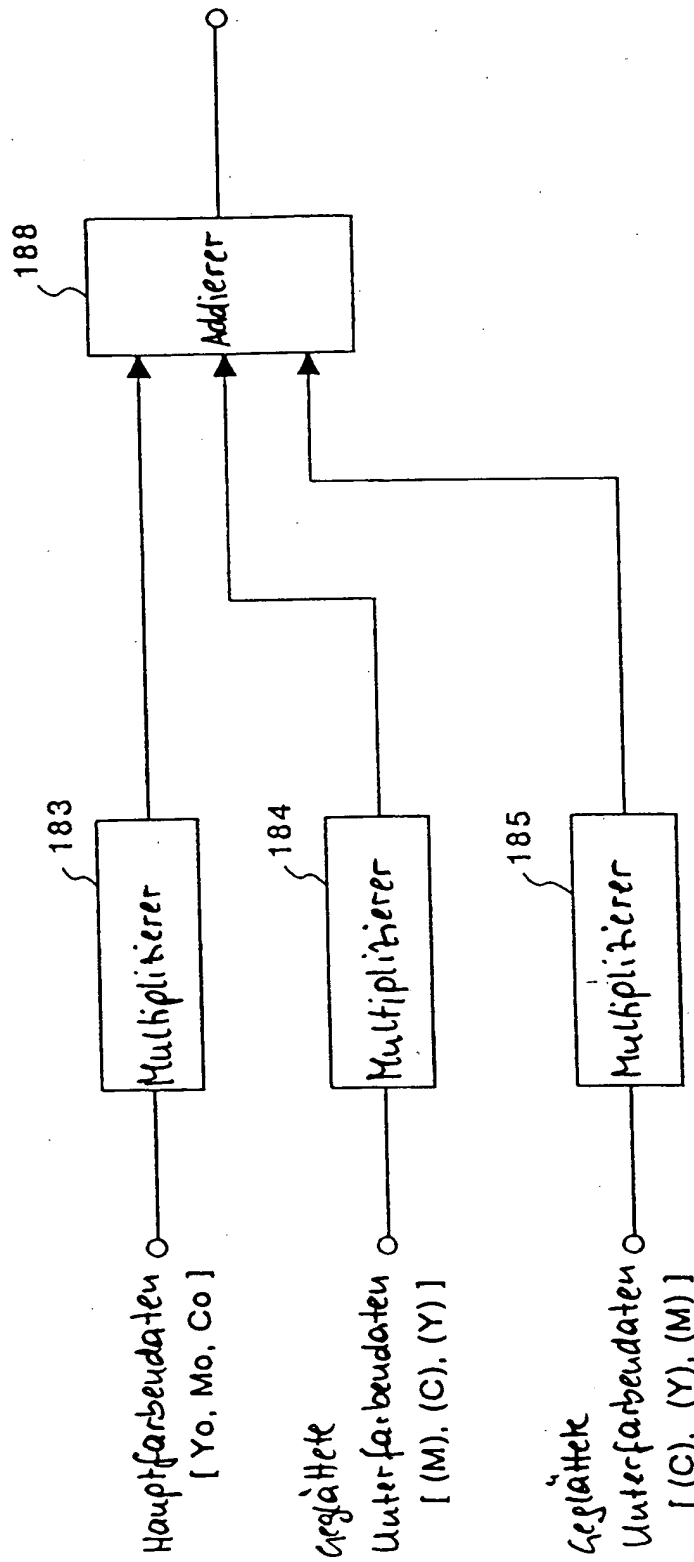 Hauptfarbendaten
[ Yo, Mo, Co ]
183
Multiplizierer
Geglättete
Unterfarbendaten
[ (M), (C), (Y) ]
184
Multiplizierer
Geglättete
Unterfarbendaten
[ (C), (Y), (M) ]
185
Multiplizierer
188
Addierer